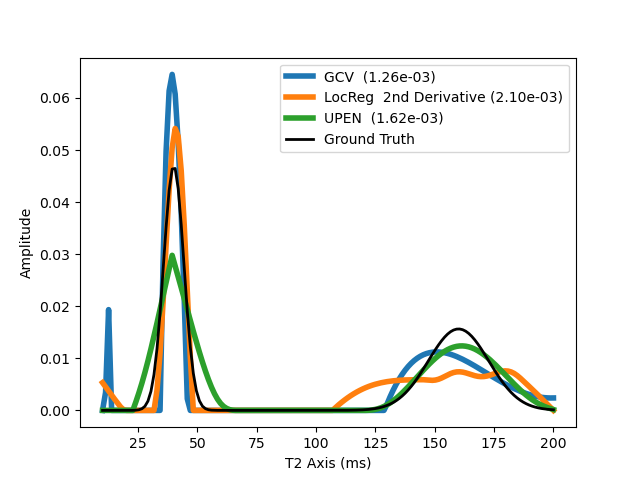 GCV (1.26e-03)
LocReg 2nd Derivative (2.10e-03)
UPEN (1.62e-03)
Ground Truth
Amplitude
0.06
0.05
0.04
0.03
0.02
0.01
0.00
25 50 75 100 125 150 175 200
T2 Axis (ms)